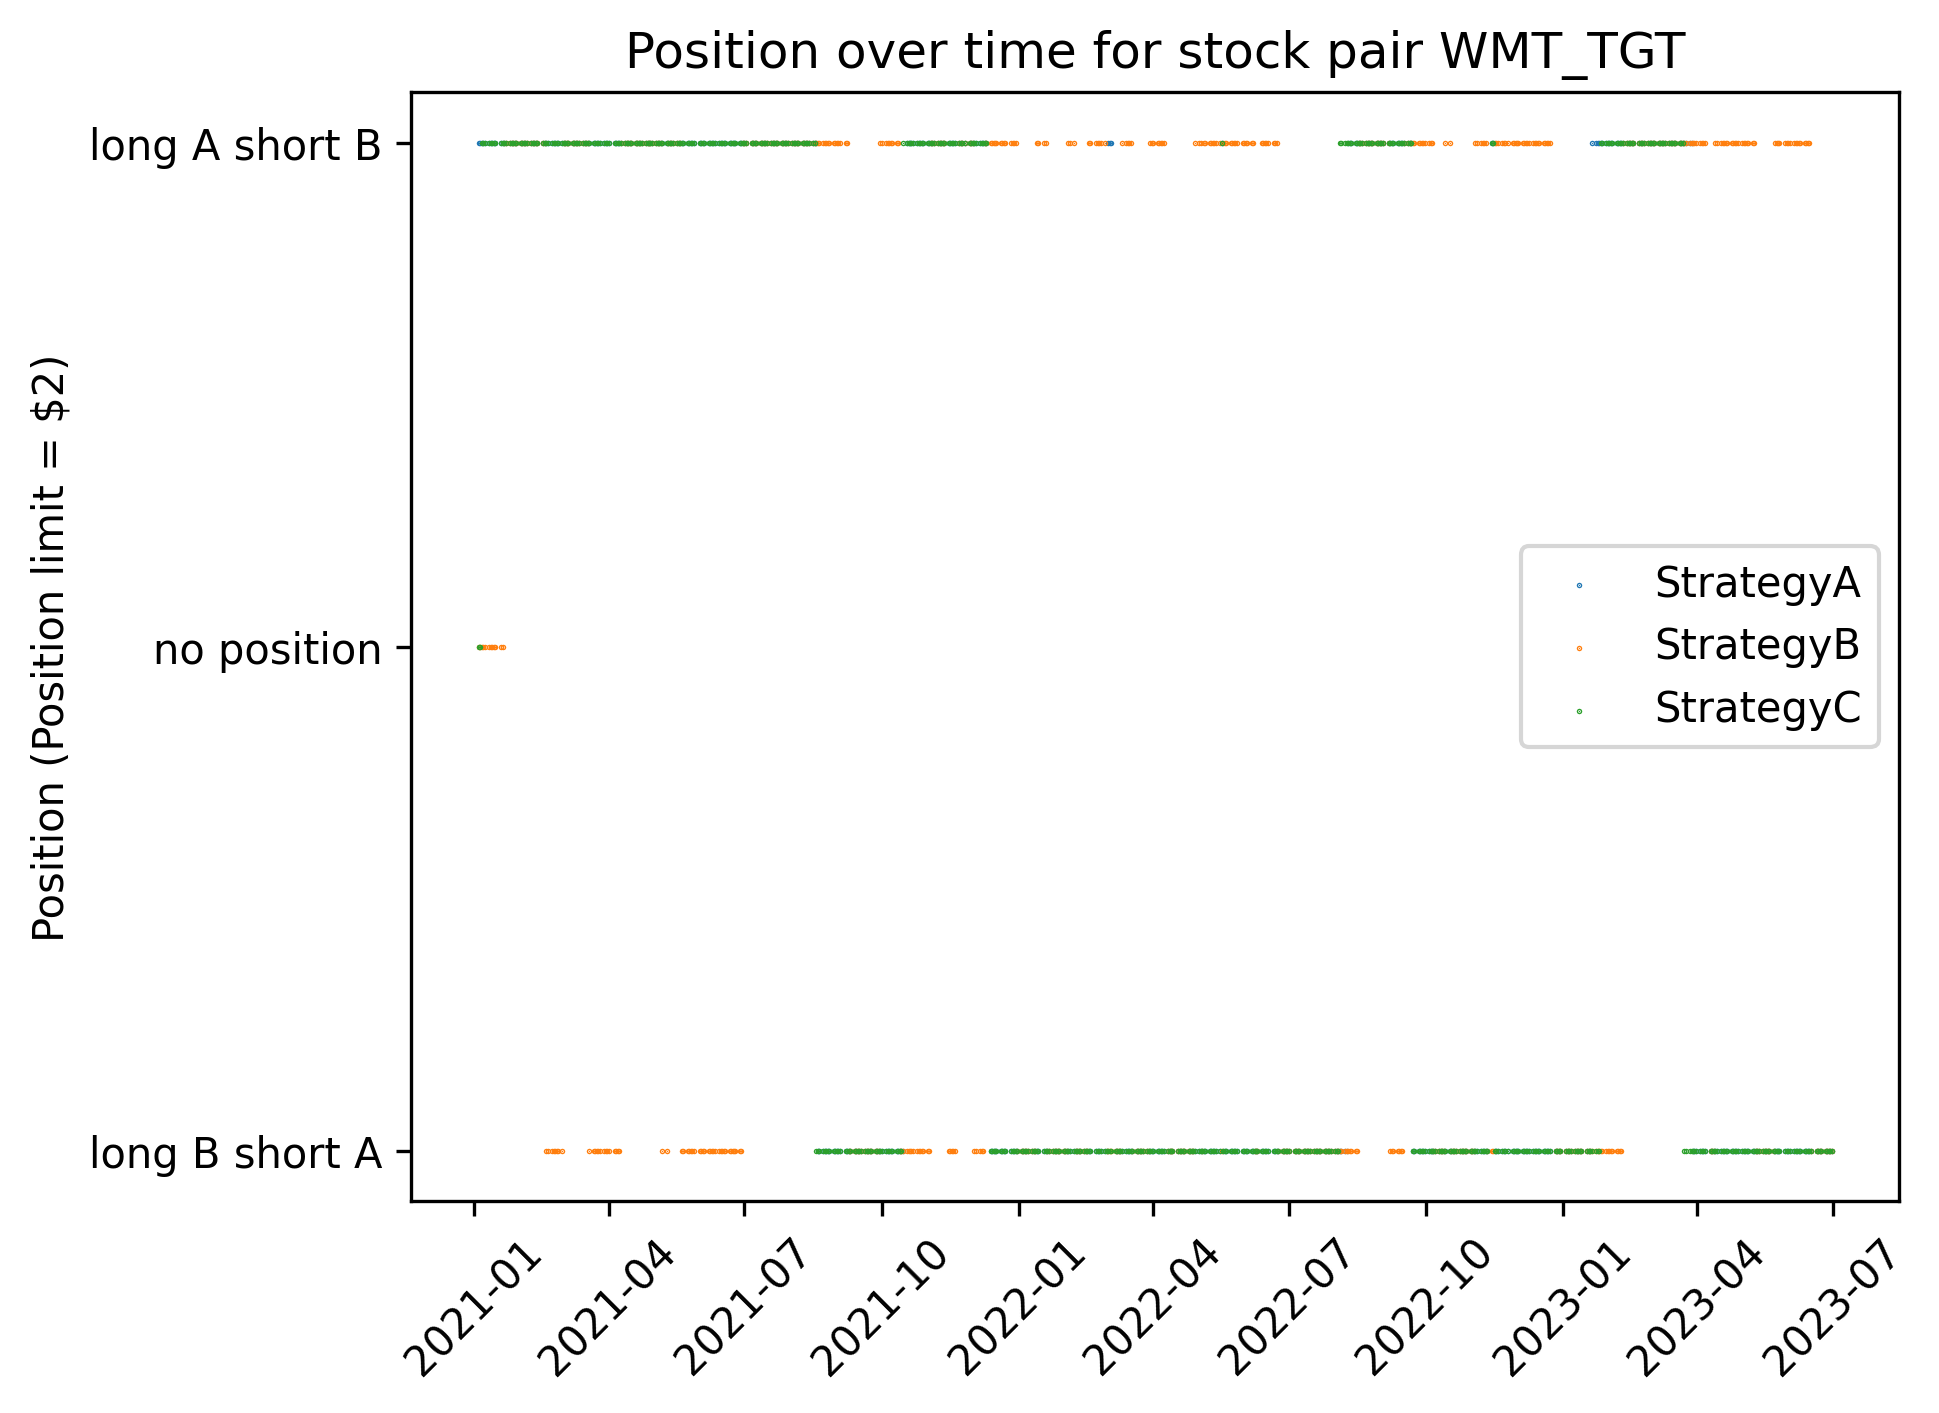 Position over time for stock pair WMT_TGT
Position (Position limit = $2)
long A short B
no position
long B short A
StrategyA
StrategyB
StrategyC
2021-01
2021-04
2021-07
2021-10
2022-01
2022-04
2022-07
2022-10
2023-01
2023-04
2023-07